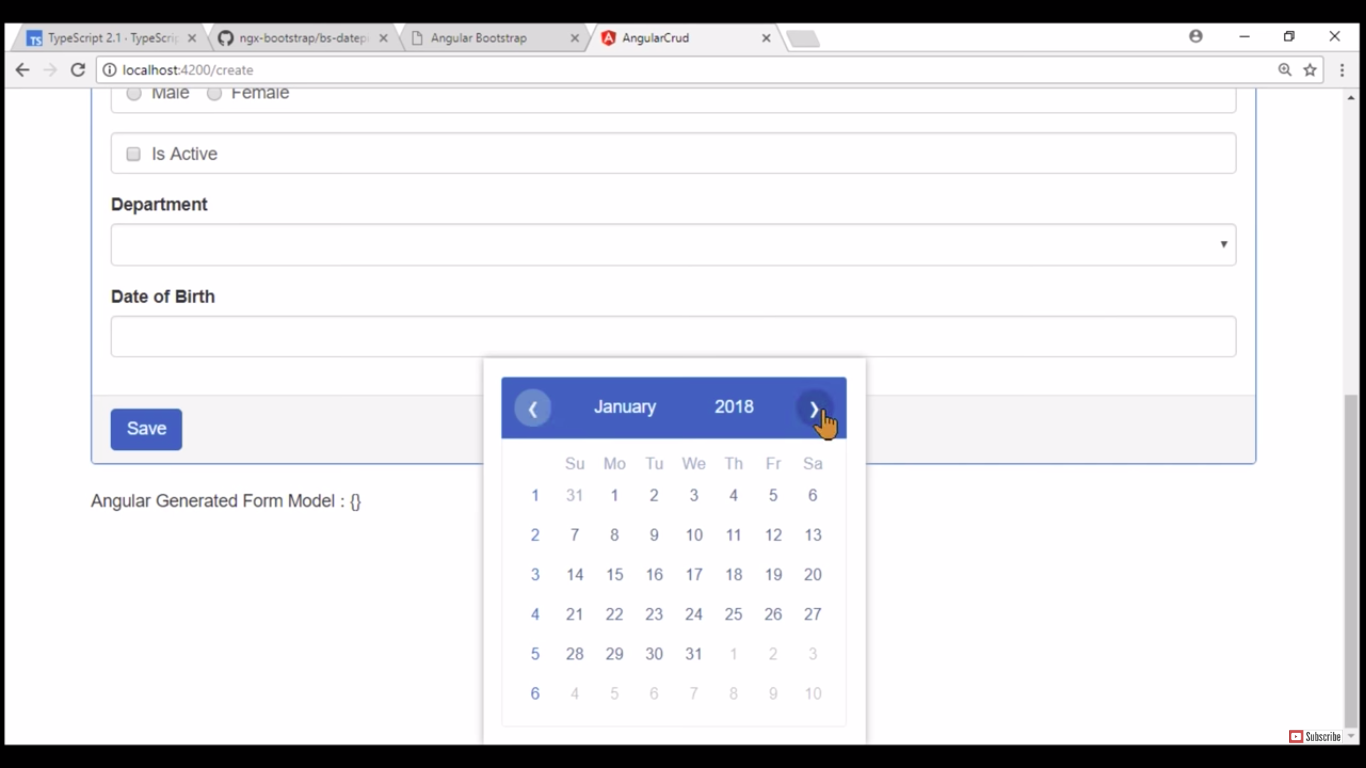 TypeScript 2.1 · TypeScrip
ngx-bootstrap/bs-datep
Angular Bootstrap
AngularCrud
localhost:4200/create
Male Female
Is Active
Department
Date of Birth
January 2018
Su Mo Tu We Th Fr Sa
1 31 1 2 3 4 5 6
2 7 8 9 10 11 12 13
3 14 15 16 17 18 19 20
4 21 22 23 24 25 26 27
5 28 29 30 31 1 2 3
6 4 5 6 7 8 9 10
Save
Angular Generated Form Model : {}
Subscribe